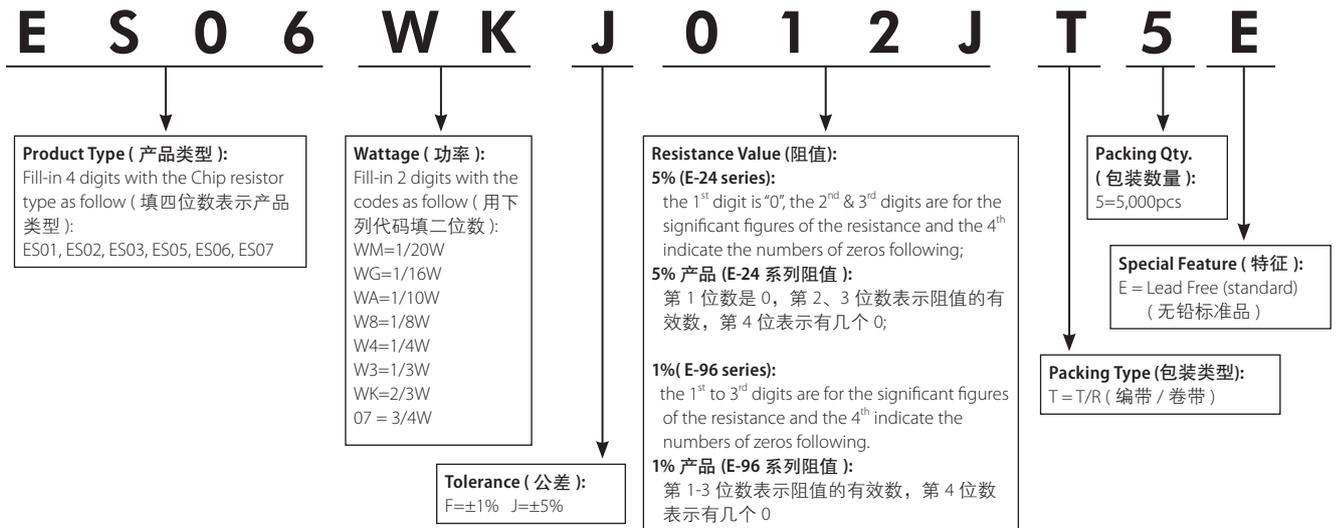 E S 0 6 W K J 0 1 2 J T 5 E
Product Type ( 产品类型 ):
Fill-in 4 digits with the Chip resistor
type as follow ( 填四位数表示产品
类型 ):
ES01, ES02, ES03, ES05, ES06, ES07
Wattage ( 功率 ):
Fill-in 2 digits with the
codes as follow ( 用下
列代码填二位数 ):
WM=1/20W
WG=1/16W
WA=1/10W
W8=1/8W
W4=1/4W
W3=1/3W
WK=2/3W
07 = 3/4W
Tolerance ( 公差 ):
F=±1% J=±5%
Resistance Value (阻值):
5% (E-24 series):
the 1st digit is “0”, the 2nd & 3rd digits are for the
significant figures of the resistance and the 4th
indicate the numbers of zeros following;
5% 产品 (E-24 系列阻值 ):
第 1 位数是 0，第 2、3 位数表示阻值的有
效数，第 4 位表示有几个 0;
1%( E-96 series):
the 1st to 3rd digits are for the significant figures
of the resistance and the 4th indicate the
numbers of zeros following.
1% 产品 (E-96 系列阻值 ):
第 1-3 位数表示阻值的有效数，第 4 位数
表示有几个 0
Packing Qty.
( 包装数量 ):
5=5,000pcs
Special Feature ( 特征 ):
E = Lead Free (standard)
( 无铅标准品 )
Packing Type (包装类型):
T = T/R ( 编带 / 卷带 )